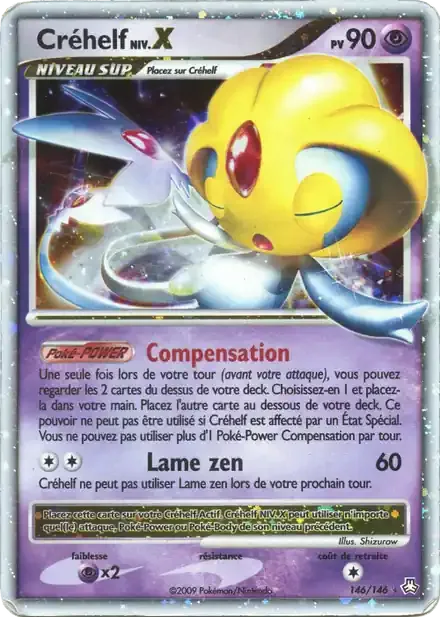 Créhelf NIV.X PV 90
NIVEAU SUP Placez sur Créhelf
Poké-POWER Compensation
Une seule fois lors de votre tour (avant votre attaque), vous pouvez
regarder les 2 cartes du dessus de votre deck. Choisissez-en 1 et placez-
la dans votre main. Placez l'autre carte au dessous de votre deck. Ce
pouvoir ne peut pas être utilisé si Créhelf est affecté par un État Spécial.
Vous ne pouvez pas utiliser plus d'1 Poké-Power Compensation par tour.
Lame zen 60
Créhelf ne peut pas utiliser Lame zen lors de votre prochain tour.
Placez cette carte sur votre Créhelf Actif. Créhelf NIV.X peut utiliser n'importe
quel(le) attaque, Poké-Power ou Poké-Body de son niveau précédent.
Illus. Shizurow
faiblesse résistance coût de retraite
x2
©2009 Pokémon/Nintendo 146/146